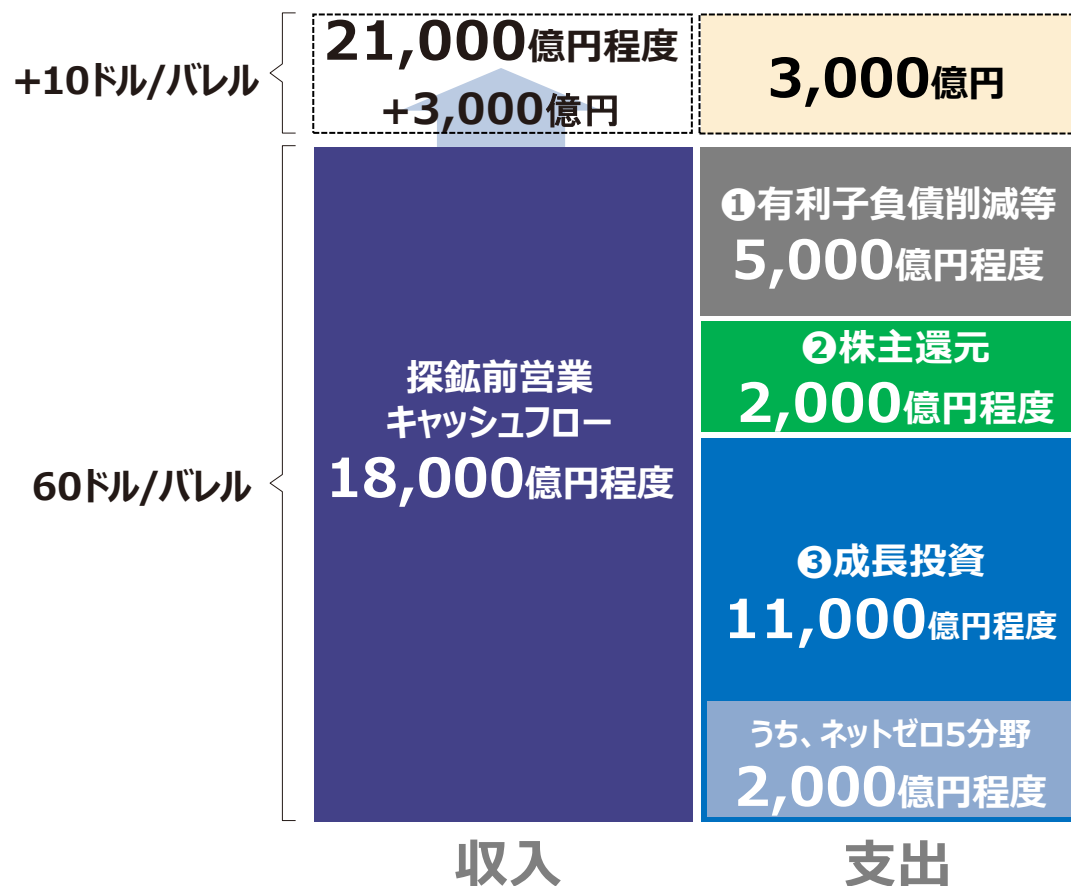 +10ドル/バレル
21,000億円程度
+3,000億円
3,000億円
60ドル/バレル
探鉱前営業
キャッシュフロー
18,000億円程度
❶有利子負債削減等
5,000億円程度
❷株主還元
2,000億円程度
❸成長投資
11,000億円程度
うち、ネットゼロ5分野
2,000億円程度
収入
支出